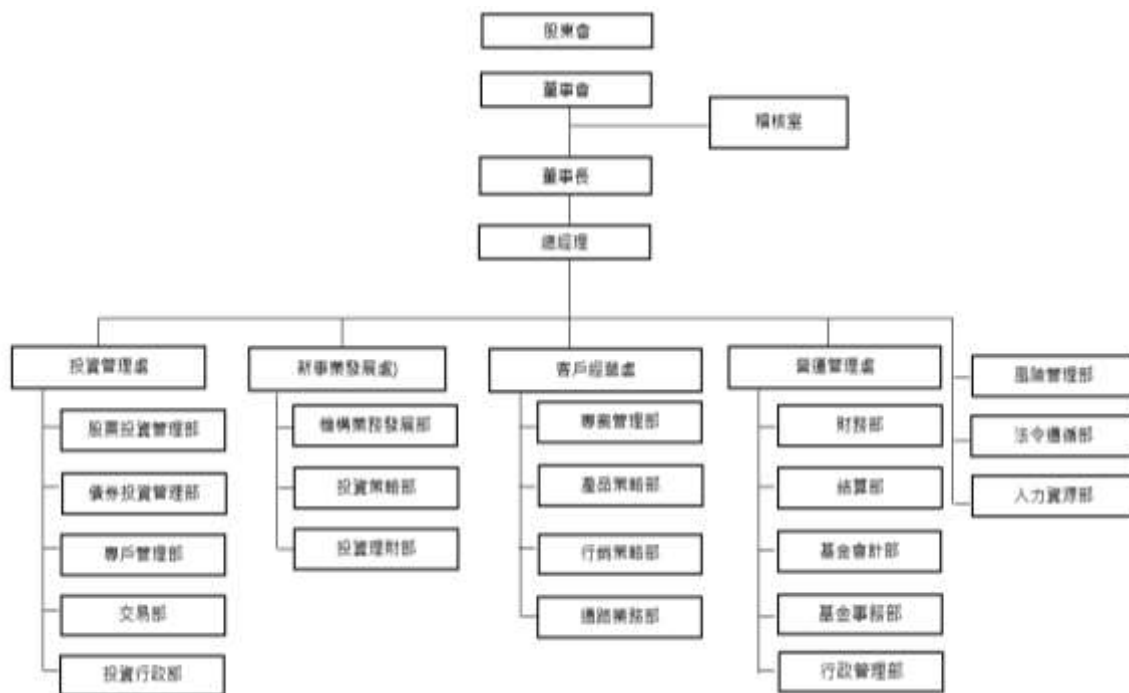 股東會
董事會
稽核室
董事長
總經理
投資管理處
股票投資管理部
債券投資管理部
專戶管理部
交易部
投資行政部
新事業發展處)
機構業務發展部
投資策略部
投資理財部
客戶經營處
專案管理部
產品策略部
行銷策略部
通路業務部
營運管理處
財務部
結算部
基金會計部
基金事務部
行政管理部
風險管理部
法令遵循部
人力資源部